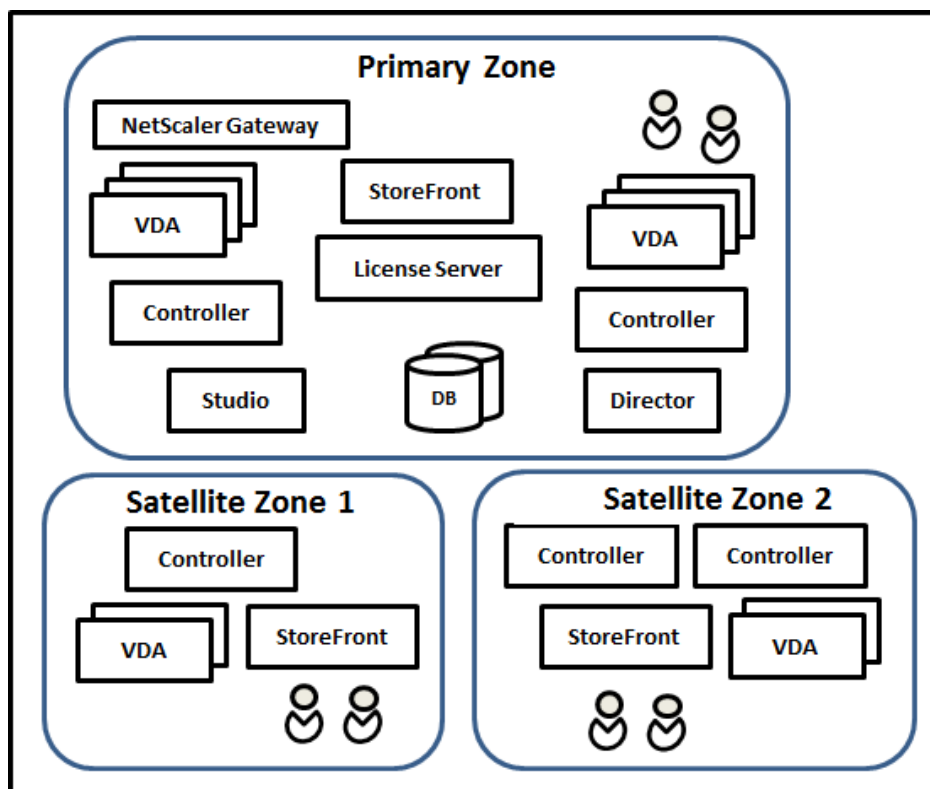 Primary Zone
NetScaler Gateway
StoreFront
VDA
VDA
License Server
Controller
Controller
Studio
DB
Director
Satellite Zone 1
Controller
VDA
StoreFront
Satellite Zone 2
Controller
Controller
StoreFront
VDA